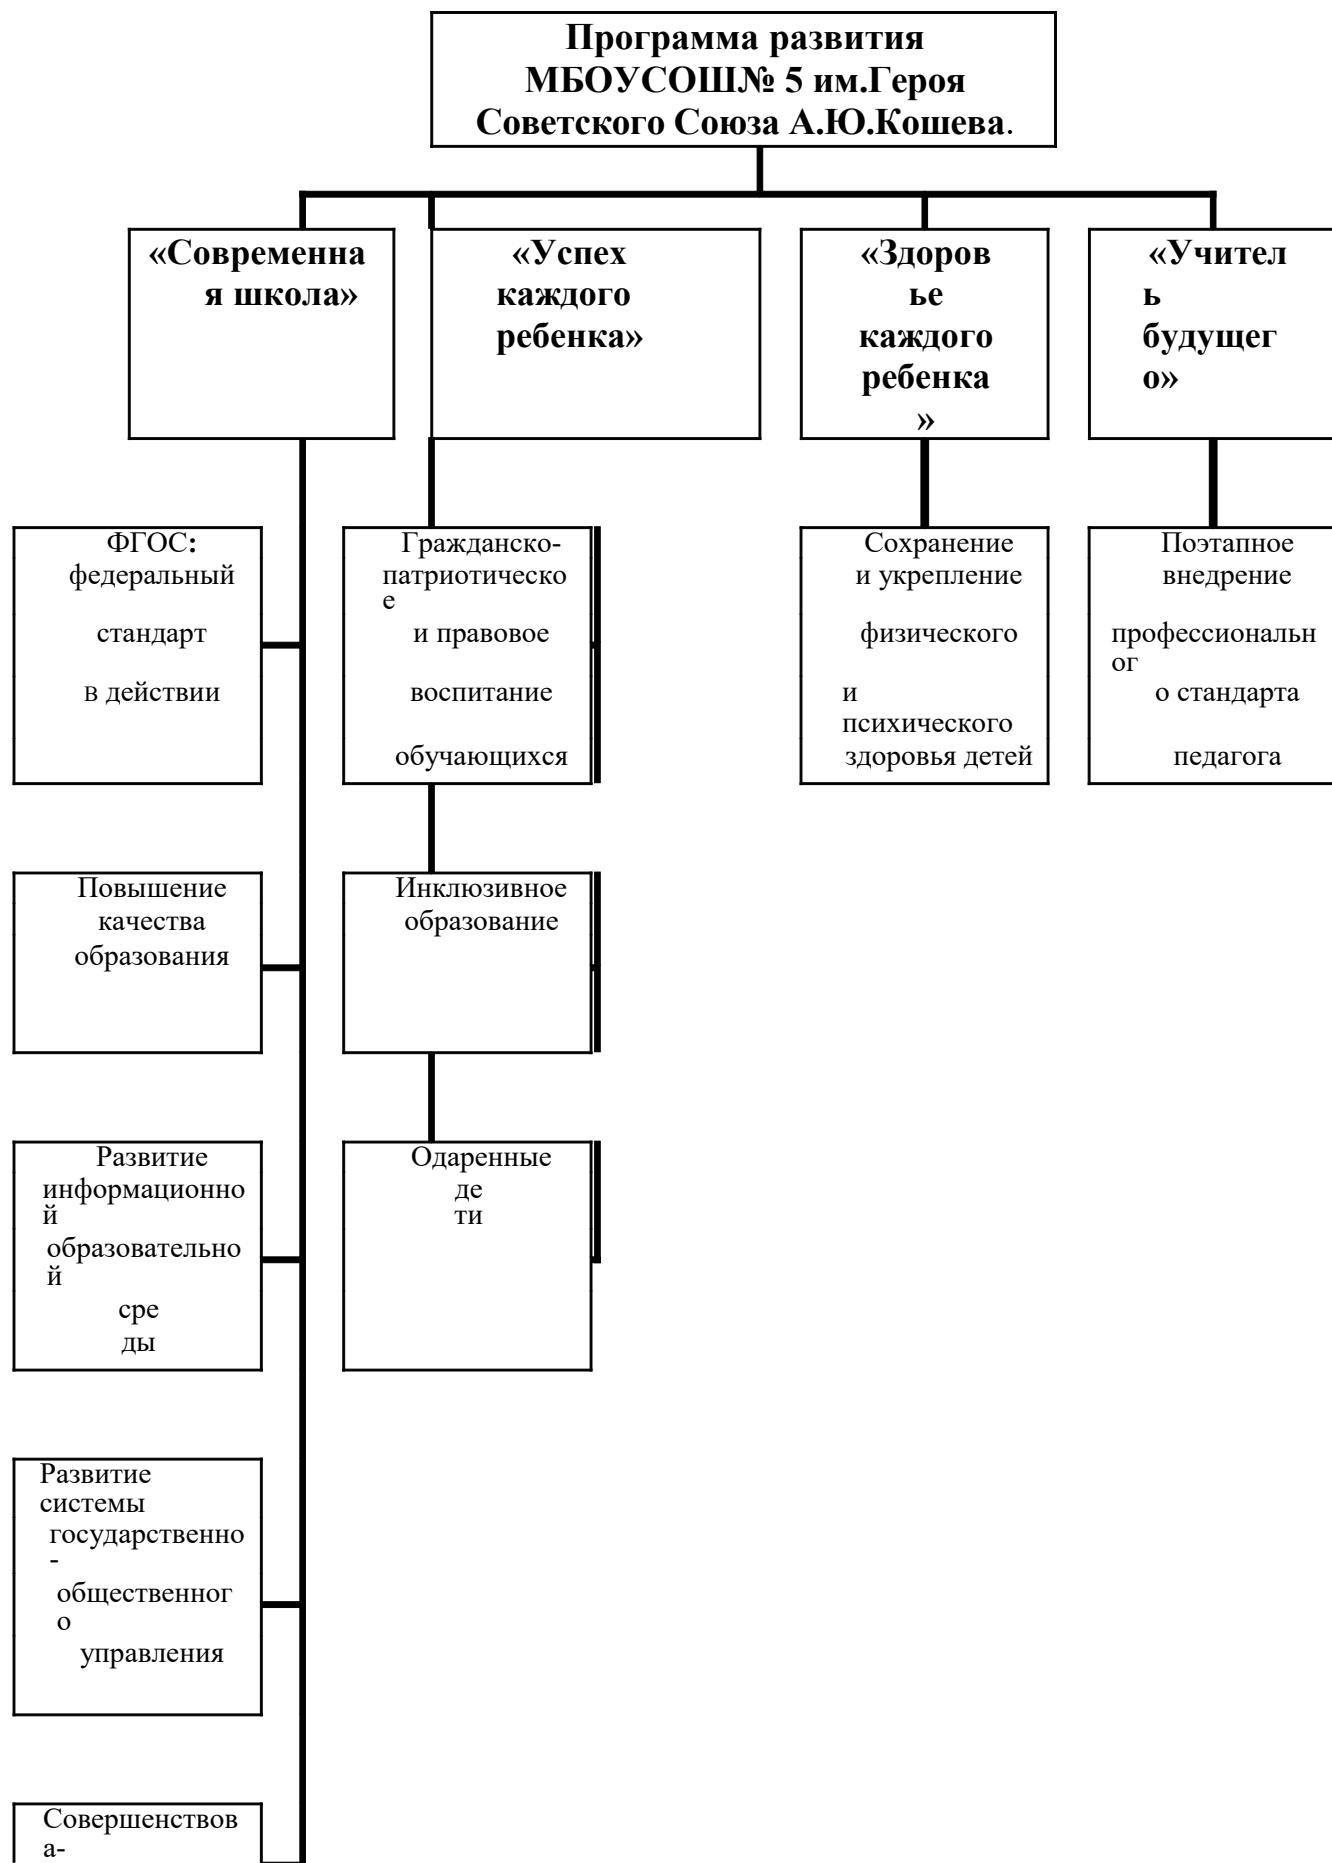 Программа развития
МБОУСОШ№ 5 им.Героя
Советского Союза А.Ю.Кошева.
«Современна
я школа»
«Успех
каждого
ребенка»
«Здоров
ье
каждого
ребенка
»
«Учител
ь
будущег
о»
ФГОС:
федеральный
стандарт
в действии
Гражданско-
патриотическо
е
и правовое
воспитание
обучающихся
Сохранение
и укрепление
физического
и
психического
здоровья детей
Поэтапное
внедрение
профессиональн
ог
о стандарта
педагога
Повышение
качества
образования
Инклюзивное
образование
Развитие
информационно
й
образовательно
й
сре
ды
Одаренные
де
ти
Развитие
системы
государственно
-
общественног
о
управления
Совершенствов
а-